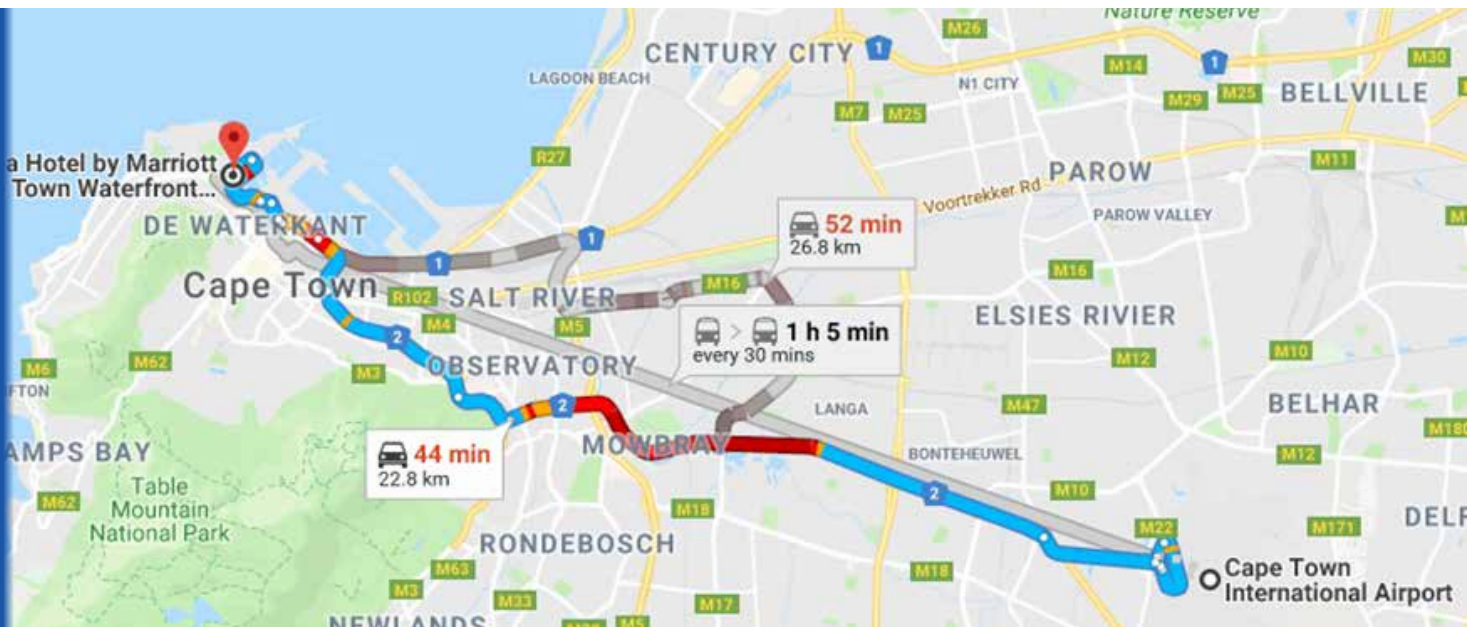 Nature Reserve
M26
CENTURY CITY
1
1
M30
LAGOON BEACH
M14
N1 CITY
M29
M25
BELLVILLE
M7
M25
R27
M11
a Hotel by Marriott
Town Waterfront...
PAROW
Voortrekker Rd
PAROW VALLEY
DE WATERKANT
52 min
26.8 km
1
1
M16
Cape Town
R102
SALT RIVER
M16
M4
M5
ELSIES RIVIER
1 h 5 min
every 30 mins
2
M6
M62
M3
OBSERVATORY
M12
M10
FTON
2
LANGA
M47
BELHAR
AMPS BAY
44 min
22.8 km
MOWBRAY
BONTEHEUWEL
M12
M180
Table
Mountain
National Park
M62
M10
2
M18
M22
M171
DELF
RONDEBOSCH
M63
M18
Cape Town
International Airport
M3
M33
M17
NEWLANDS
M5